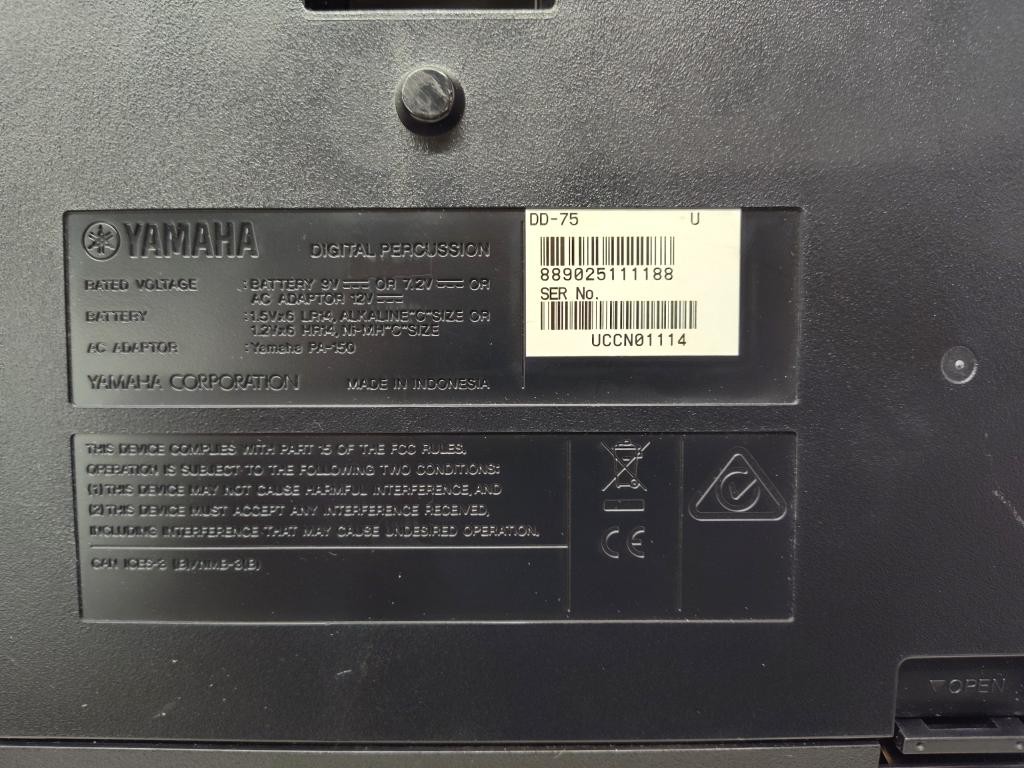 YAMAHA
DIGITAL PERCUSSION
RATED VOLTAGE : BATTERY 9V ⎓ OR 7.2V ⎓ OR
AC ADAPTOR 12V ⎓
BATTERY : 1.5V×6 LR14, ALKALINE"C"SIZE OR
1.2V×6 HR14, Ni-MH"C"SIZE
AC ADAPTOR : Yamaha PA-150
YAMAHA CORPORATION MADE IN INDONESIA
DD-75 U
889025111188
SER No.
UCCN01114
THIS DEVICE COMPLIES WITH PART 15 OF THE FCC RULES.
OPERATION IS SUBJECT TO THE FOLLOWING TWO CONDITIONS:
(1) THIS DEVICE MAY NOT CAUSE HARMFUL INTERFERENCE, AND
(2) THIS DEVICE MUST ACCEPT ANY INTERFERENCE RECEIVED,
INCLUDING INTERFERENCE THAT MAY CAUSE UNDESIRED OPERATION.
CAN ICES-3 (B)/NMB-3(B)
CE
▼OPEN